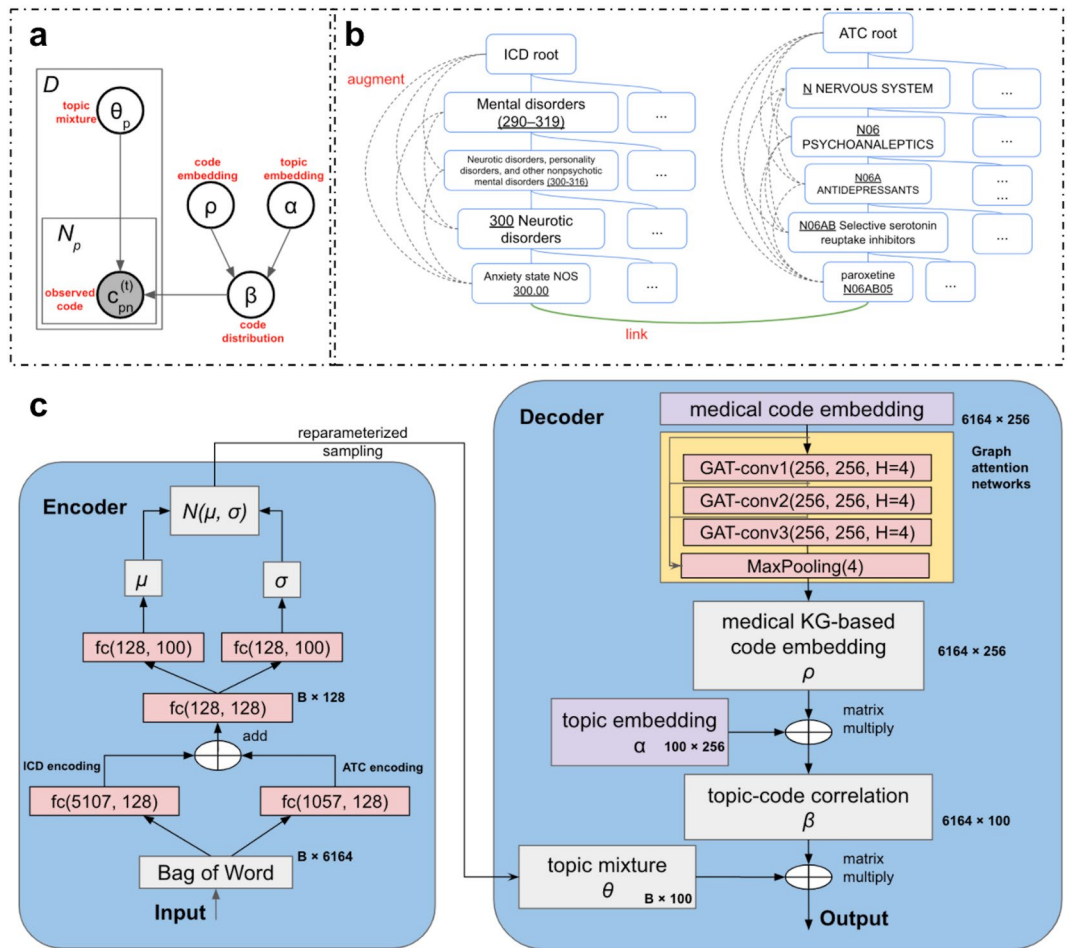 a
D
topic
mixture
θp
code
embedding
topic
embedding
ρ
α
Np
observed
code
c(t)pn
β
code
distribution
b
ICD root
augment
Mental disorders
(290–319)
...
Neurotic disorders, personality
disorders, and other nonpsychotic
mental disorders (300-316)
...
300 Neurotic
disorders
...
Anxiety state NOS
300.00
...
link
ATC root
N NERVOUS SYSTEM
...
N06
PSYCHOANALEPTICS
...
N06A
ANTIDEPRESSANTS
...
...
N06AB Selective serotonin
reuptake inhibitors
...
paroxetine
N06AB05
...
c
Encoder
reparameterized
sampling
N(μ, σ)
μ
σ
fc(128, 100)
fc(128, 100)
fc(128, 128)
B × 128
add
ICD encoding
ATC encoding
fc(5107, 128)
fc(1057, 128)
Bag of Word
B × 6164
Input
Decoder
medical code embedding
6164 × 256
Graph
attention
networks
GAT-conv1(256, 256, H=4)
GAT-conv2(256, 256, H=4)
GAT-conv3(256, 256, H=4)
MaxPooling(4)
medical KG-based
code embedding
ρ
6164 × 256
topic embedding
α 100 × 256
matrix
multiply
topic-code correlation
β
6164 × 100
topic mixture
θ
B × 100
matrix
multiply
Output